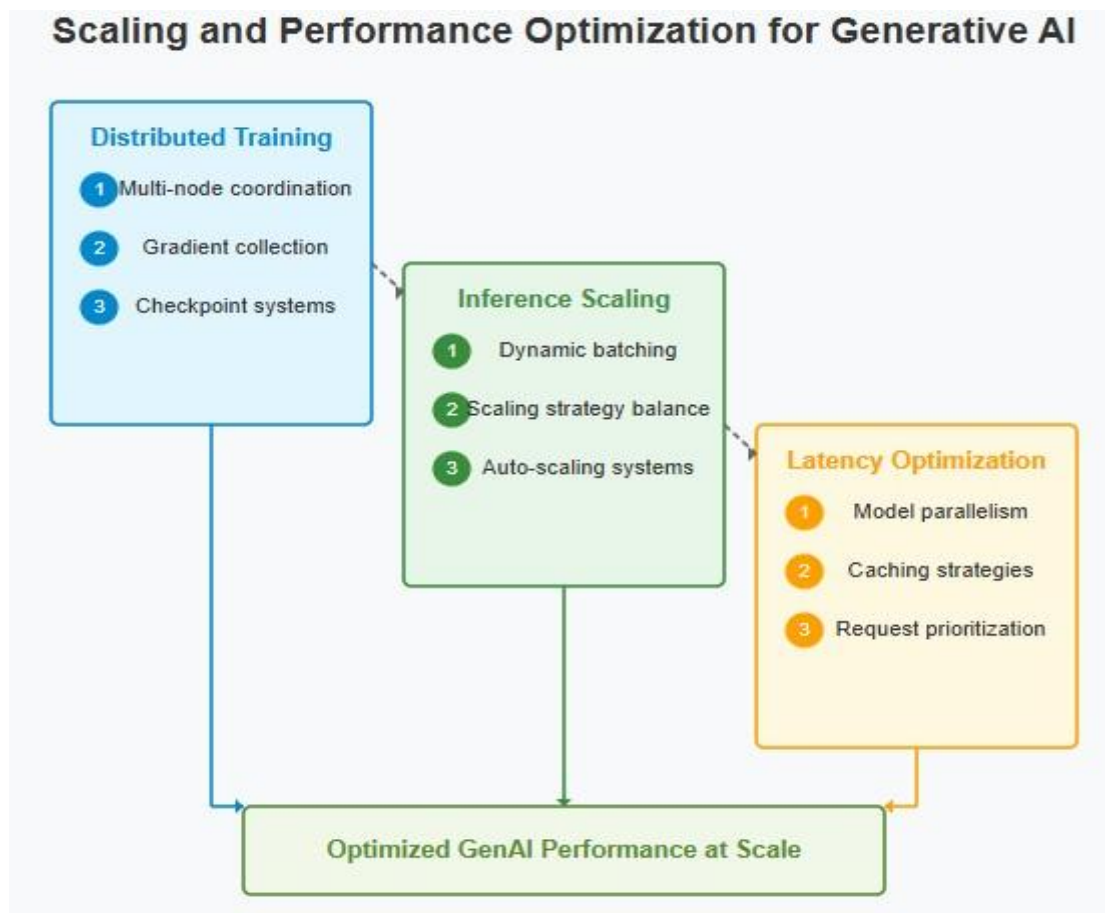 Scaling and Performance Optimization for Generative AI
Distributed Training
1 Multi-node coordination
2 Gradient collection
3 Checkpoint systems
Inference Scaling
1 Dynamic batching
2 Scaling strategy balance
3 Auto-scaling systems
Latency Optimization
1 Model parallelism
2 Caching strategies
3 Request prioritization
Optimized GenAI Performance at Scale